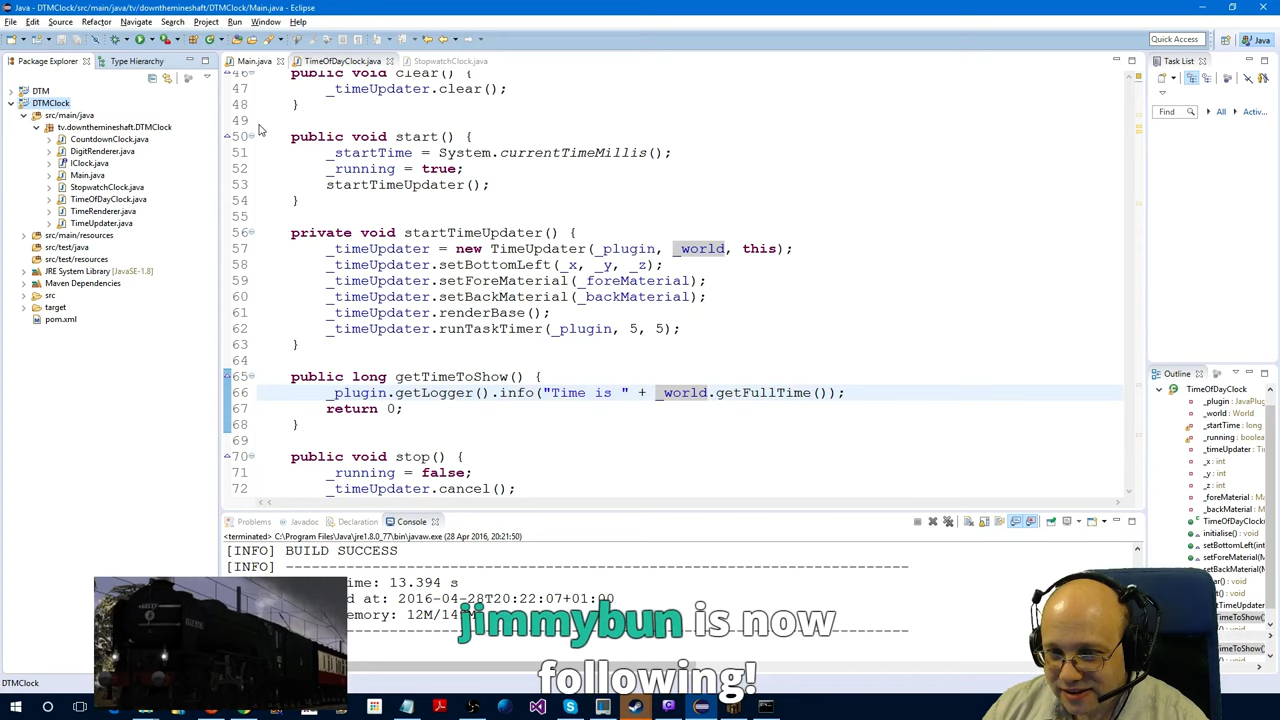 Java - DTMClock/src/main/java/tv/downthemineshaft/DTMClock/Main.java - Eclipse
File Edit Source Refactor Navigate Search Project Run Window Help
Quick Access
Java
Package Explorer
Type Hierarchy
DTM
DTMClock
src/main/java
tv.downthemineshaft.DTMClock
CountdownClock.java
DigitRenderer.java
IClock.java
Main.java
StopwatchClock.java
TimeOfDayClock.java
TimeRenderer.java
TimeUpdater.java
src/main/resources
src/test/java
src/test/resources
JRE System Library [JavaSE-1.8]
Maven Dependencies
src
target
pom.xml
Main.java
TimeOfDayClock.java
StopwatchClock.java
46 public void clear() {
47 _timeUpdater.clear();
48 }
49
50 public void start() {
51 _startTime = System.currentTimeMillis();
52 _running = true;
53 startTimeUpdater();
54 }
55
56 private void startTimeUpdater() {
57 _timeUpdater = new TimeUpdater(_plugin, _world, this);
58 _timeUpdater.setBottomLeft(_x, _y, _z);
59 _timeUpdater.setForeMaterial(_foreMaterial);
60 _timeUpdater.setBackMaterial(_backMaterial);
61 _timeUpdater.renderBase();
62 _timeUpdater.runTaskTimer(_plugin, 5, 5);
63 }
64
65 public long getTimeToShow() {
66 _plugin.getLogger().info("Time is " + _world.getFullTime());
67 return 0;
68 }
69
70 public void stop() {
71 _running = false;
72 _timeUpdater.cancel();
Task List
Find
All
Activ...
Outline
TimeOfDayClock
_plugin : JavaPlug
_world : World
_startTime : long
_running : boolea
_timeUpdater : Ti
_x : int
_y : int
_z : int
_foreMaterial : int
_backMaterial : in
TimeOfDayClock(
initialise() : void
setBottomLeft(int
setForeMaterial(i
setBackMaterial(
clear() : void
Problems
Javadoc
Declaration
Console
<terminated> C:\Program Files\Java\jre1.8.0_77\bin\javaw.exe (28 Apr 2016, 20:21:50)
[INFO] BUILD SUCCESS
[INFO] ------------------------------------------------------------------------
ime: 13.394 s
d at: 2016-04-28T20:22:07+01:00
emory: 12M/14
jimmybun is now
following!
DTMClock